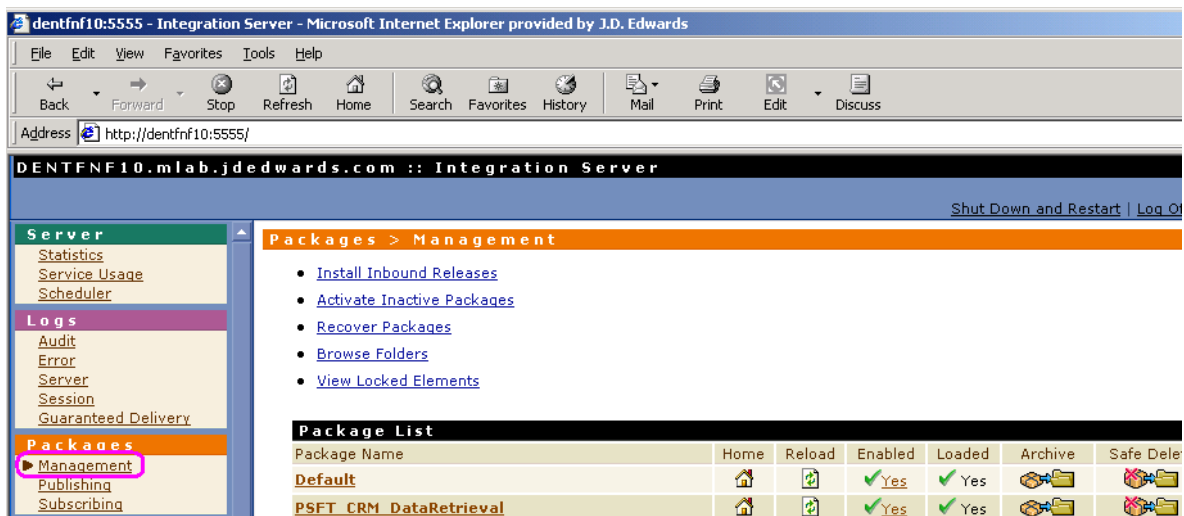 dentfnf10:5555 - Integration Server - Microsoft Internet Explorer provided by J.D. Edwards
File Edit View Favorites Tools Help
Back Forward Stop Refresh Home Search Favorites History Mail Print Edit Discuss
Address http://dentfnf10:5555/
DENTFNF10.mlab.jdedwards.com :: Integration Server
Shut Down and Restart | Log Of
Server
Statistics
Service Usage
Scheduler
Logs
Audit
Error
Server
Session
Guaranteed Delivery
Packages
Management
Publishing
Subscribing
Packages > Management
Install Inbound Releases
Activate Inactive Packages
Recover Packages
Browse Folders
View Locked Elements
Package List
Package Name Home Reload Enabled Loaded Archive Safe Dele
Default Yes Yes
PSFT_CRM_DataRetrieval Yes Yes